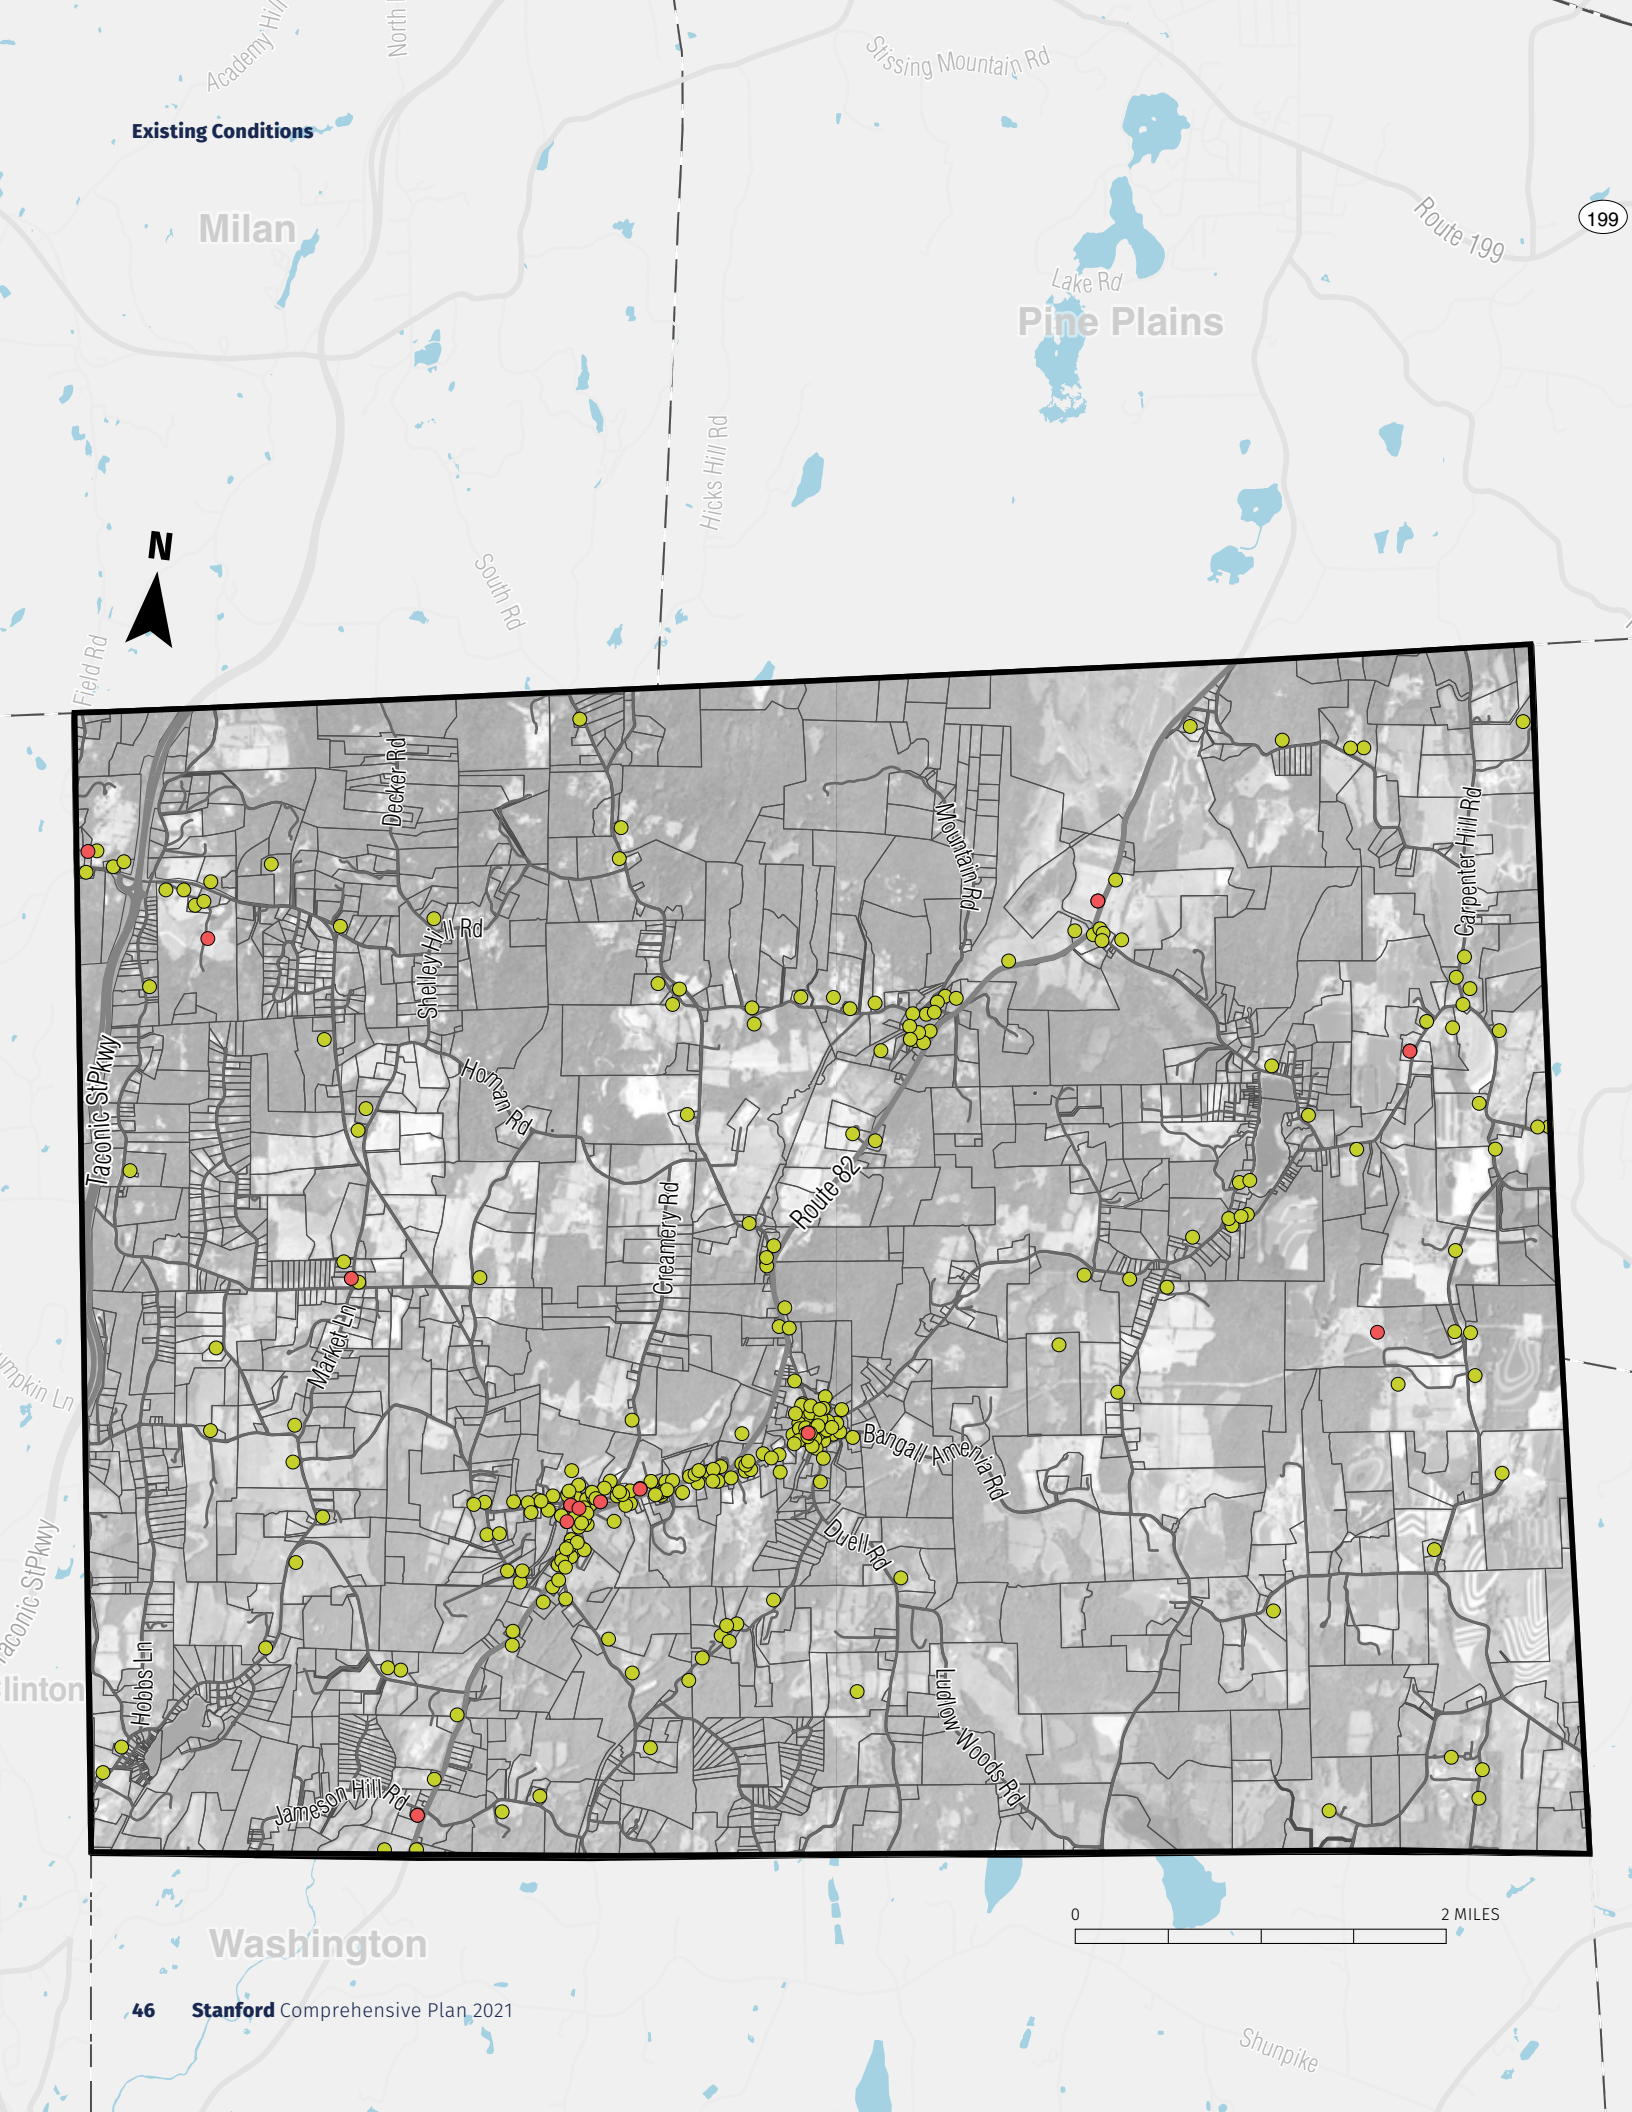 Academy Hill
North
Stissing Mountain Rd
Existing Conditions
Milan
199
Route 199
Lake Rd
Pine Plains
Hicks Hill Rd
N
South Rd
Field Rd
Decker Rd
Mountain Rd
Carpenter Hill Rd
Shelley Hill Rd
Taconic St Pkwy
Homan Rd
Route 82
Creamery Rd
Market Ln
umpkin Ln
Bangall Amenia Rd
Duell Rd
Taconic St Pkwy
Hobbs Ln
linton
Ludlow Woods Rd
Jameson Hill Rd
0 2 MILES
Washington
46 Stanford Comprehensive Plan 2021
Shunpike